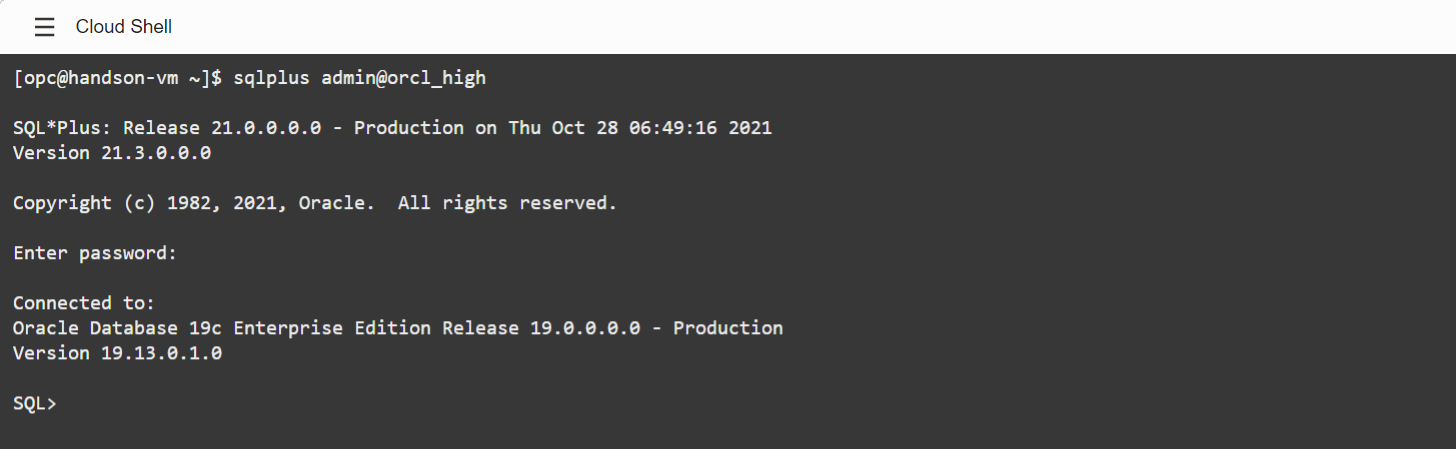 Cloud Shell
[opc@handson-vm ~]$ sqlplus admin@orcl_high
SQL*Plus: Release 21.0.0.0.0 - Production on Thu Oct 28 06:49:16 2021
Version 21.3.0.0.0
Copyright (c) 1982, 2021, Oracle.  All rights reserved.
Enter password:
Connected to:
Oracle Database 19c Enterprise Edition Release 19.0.0.0.0 - Production
Version 19.13.0.1.0
SQL>